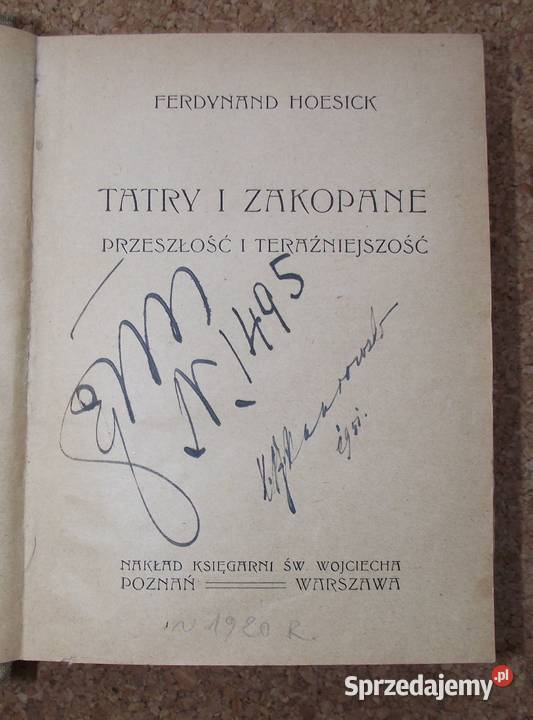 FERDYNAND HOESICK
TATRY I ZAKOPANE
PRZESZŁOŚĆ I TERAŹNIEJSZOŚĆ
N. 1495
NAKŁAD KSIĘGARNI ŚW. WOJCIECHA
POZNAŃ WARSZAWA
1920 R.
Sprzedajemy.pl